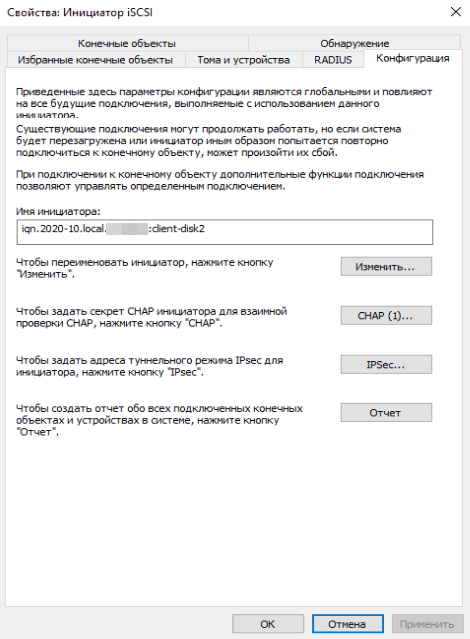 Свойства: Инициатор iSCSI
Конечные объекты
Обнаружение
Избранные конечные объекты
Тома и устройства
RADIUS
Конфигурация
Приведенные здесь параметры конфигурации являются глобальными и повлияют
на все будущие подключения, выполняемые с использованием данного
инициатора.
Существующие подключения могут продолжать работать, но если система
будет перезагружена или инициатор иным образом попытается повторно
подключиться к конечному объекту, может произойти их сбой.
При подключении к конечному объекту дополнительные функции подключения
позволяют управлять определенным подключением.
Имя инициатора:
iqn.2020-10.local. :client-disk2
Чтобы переименовать инициатор, нажмите кнопку
"Изменить".
Изменить...
Чтобы задать секрет CHAP инициатора для взаимной
проверки CHAP, нажмите кнопку "CHAP".
CHAP (1)...
Чтобы задать адреса туннельного режима IPsec для
инициатора, нажмите кнопку "IPsec".
IPSec...
Чтобы создать отчет обо всех подключенных конечных
объектах и устройствах в системе, нажмите кнопку
"Отчет".
Отчет
ОК
Отмена
Применить